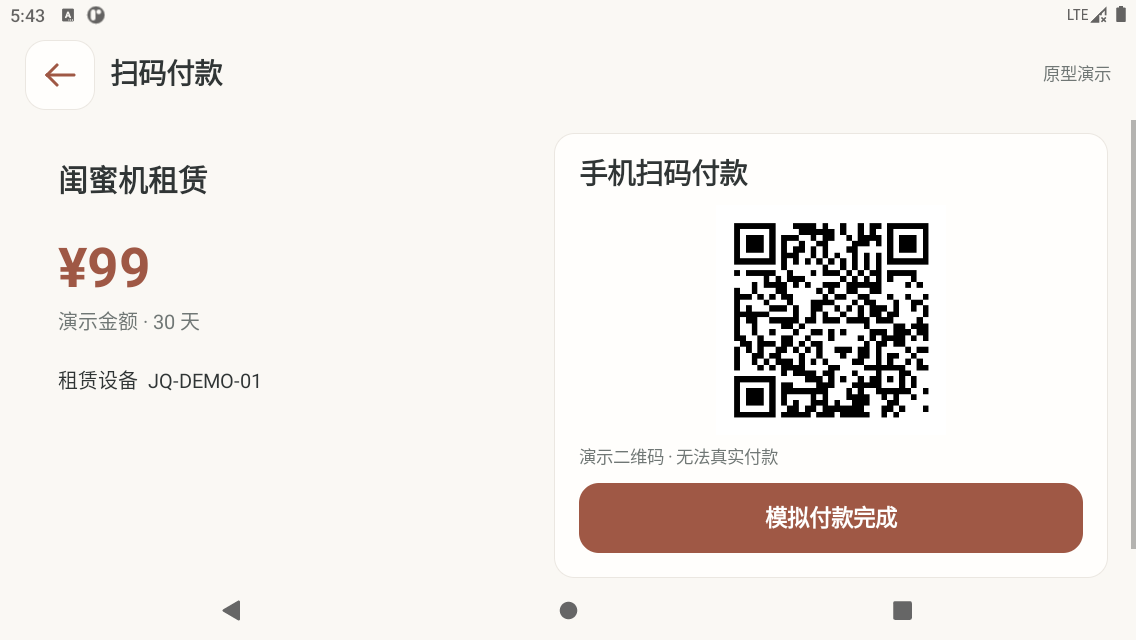 5:43
LTE
扫码付款
原型演示
闺蜜机租赁
¥99
演示金额 · 30 天
租赁设备 JQ-DEMO-01
手机扫码付款
演示二维码 · 无法真实付款
模拟付款完成